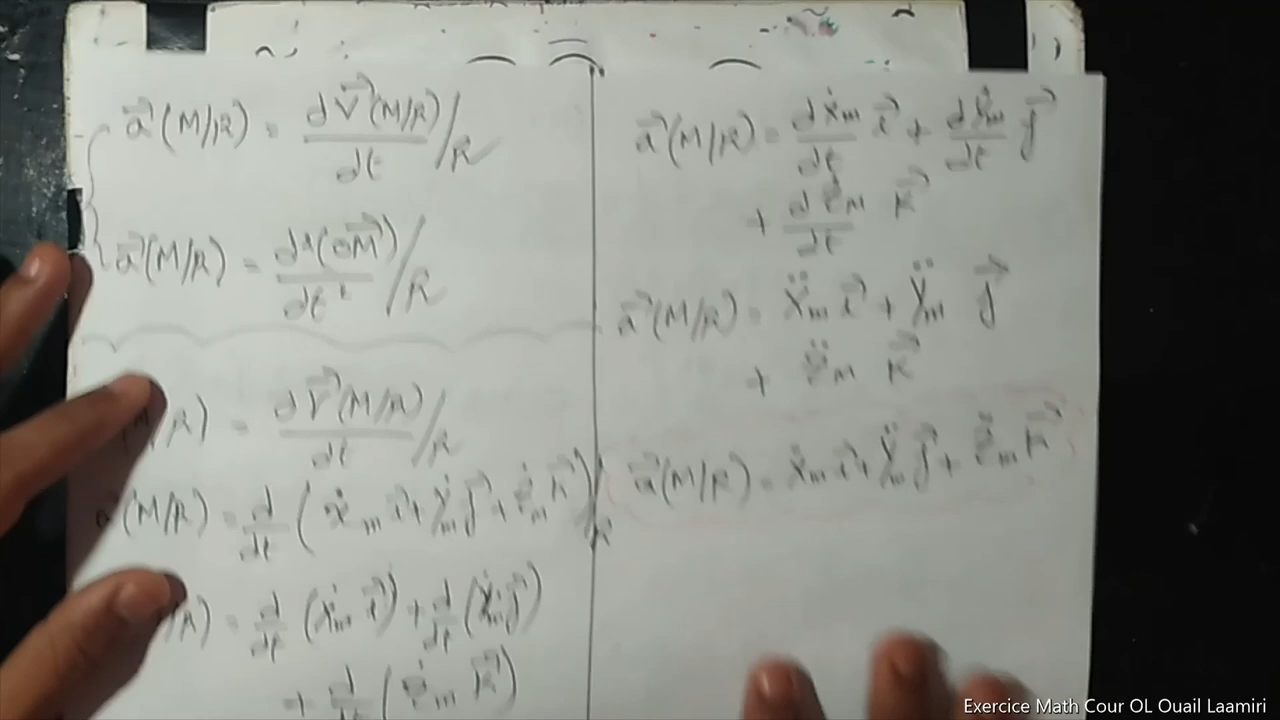 a⃗(M/R) = dV⃗(M/R)/dt /R
a⃗(M/R) = d²(OM⃗)/dt² /R
(M/R) = dV⃗(M/R)/dt /R
a(M/R) = d/dt (ẋₘ i⃗ + ẏₘ j⃗ + żₘ k⃗)/R
/R) = d/dt (ẋₘ i⃗) + d/dt (ẏₘ j⃗)
+ d/dt (żₘ k⃗)
a⃗(M/R) = dẋₘ/dt i⃗ + dẏₘ/dt j⃗
+ dżₘ/dt k⃗
a⃗(M/R) = ẍₘ i⃗ + ÿₘ j⃗
+ z̈ₘ k⃗
a⃗(M/R) = ẍₘ i⃗ + ÿₘ j⃗ + z̈ₘ k⃗
Exercice Math Cour OL Ouail Laamiri